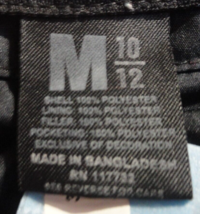 M 10/12
SHELL 100% POLYESTER
LINING 100% POLYESTER
FILLER 100% POLYESTER
POCKETING: 100% POLYESTER
EXCLUSIVE OF DECORATION
MADE IN BANGLADESH
RN 117732
SEE REVERSE FOR CARE